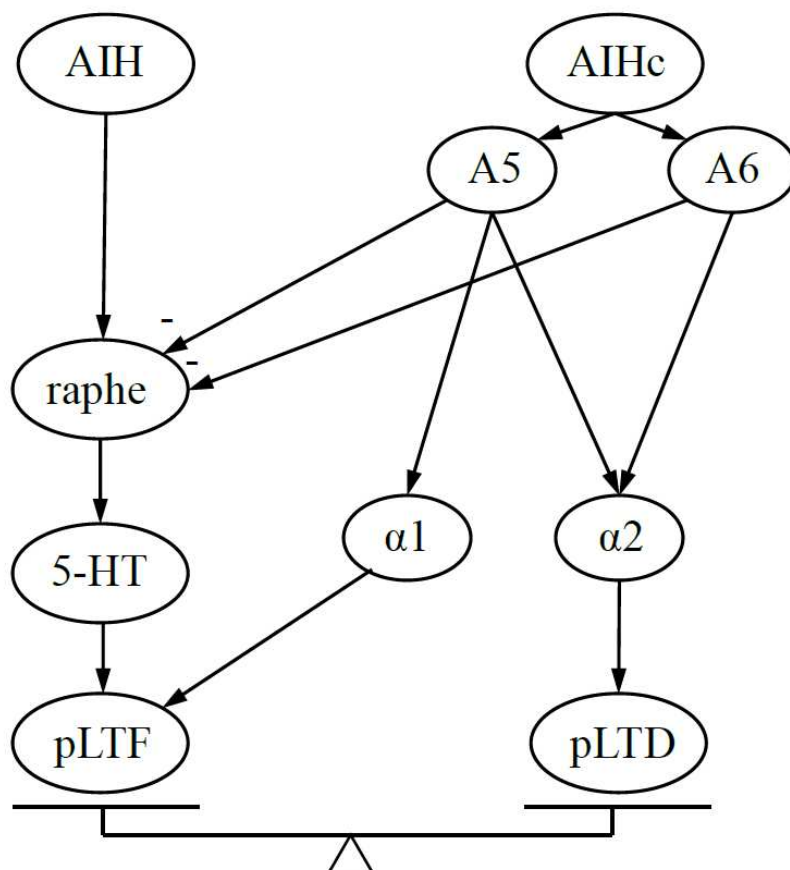 AIH
AIHc
A5
A6
-
-
raphe
α1
α2
5-HT
pLTF
pLTD